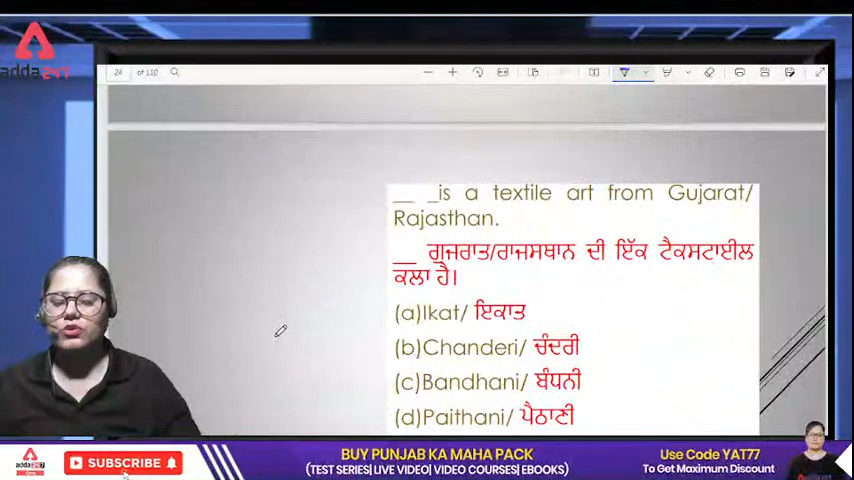 adda247
24 of 110
__ _is a textile art from Gujarat/
Rajasthan.
__ ਗੁਜਰਾਤ/ਰਾਜਸਥਾਨ ਦੀ ਇੱਕ ਟੈਕਸਟਾਈਲ
ਕਲਾ ਹੈ।
(a)Ikat/ ਇਕਾਤ
(b)Chanderi/ ਚੰਦਰੀ
(c)Bandhani/ ਬੰਧਨੀ
(d)Paithani/ ਪੈਠਾਣੀ
adda247
SUBSCRIBE
BUY PUNJAB KA MAHA PACK
(TEST SERIES| LIVE VIDEO| VIDEO COURSES| EBOOKS)
Use Code YAT77
To Get Maximum Discount